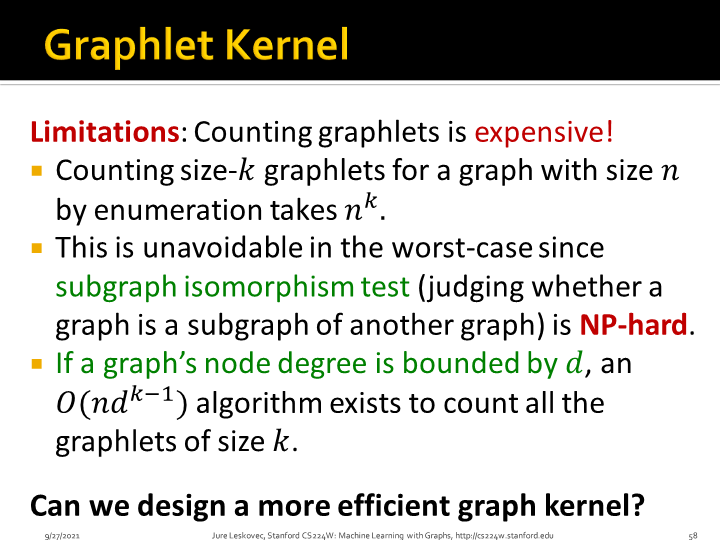 Graphlet Kernel
Limitations: Counting graphlets is expensive!
▪ Counting size-𝑘 graphlets for a graph with size 𝑛
by enumeration takes 𝑛ᵏ.
▪ This is unavoidable in the worst-case since
subgraph isomorphism test (judging whether a
graph is a subgraph of another graph) is NP-hard.
▪ If a graph's node degree is bounded by 𝑑, an
𝑂(𝑛𝑑ᵏ⁻¹) algorithm exists to count all the
graphlets of size 𝑘.
Can we design a more efficient graph kernel?
9/27/2021 Jure Leskovec, Stanford CS224W: Machine Learning with Graphs, http://cs224w.stanford.edu 58